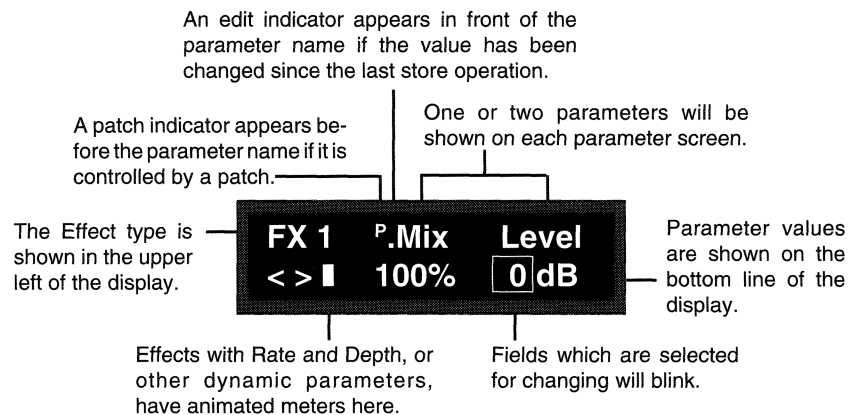 An edit indicator appears in front of the
parameter name if the value has been
changed since the last store operation.
A patch indicator appears be-
fore the parameter name if it is
controlled by a patch.
One or two parameters will be
shown on each parameter screen.
The Effect type is
shown in the upper
left of the display.
FX 1 P.Mix Level
< > 100% 0 dB
Parameter values
are shown on the
bottom line of the
display.
Effects with Rate and Depth, or
other dynamic parameters,
have animated meters here.
Fields which are selected
for changing will blink.